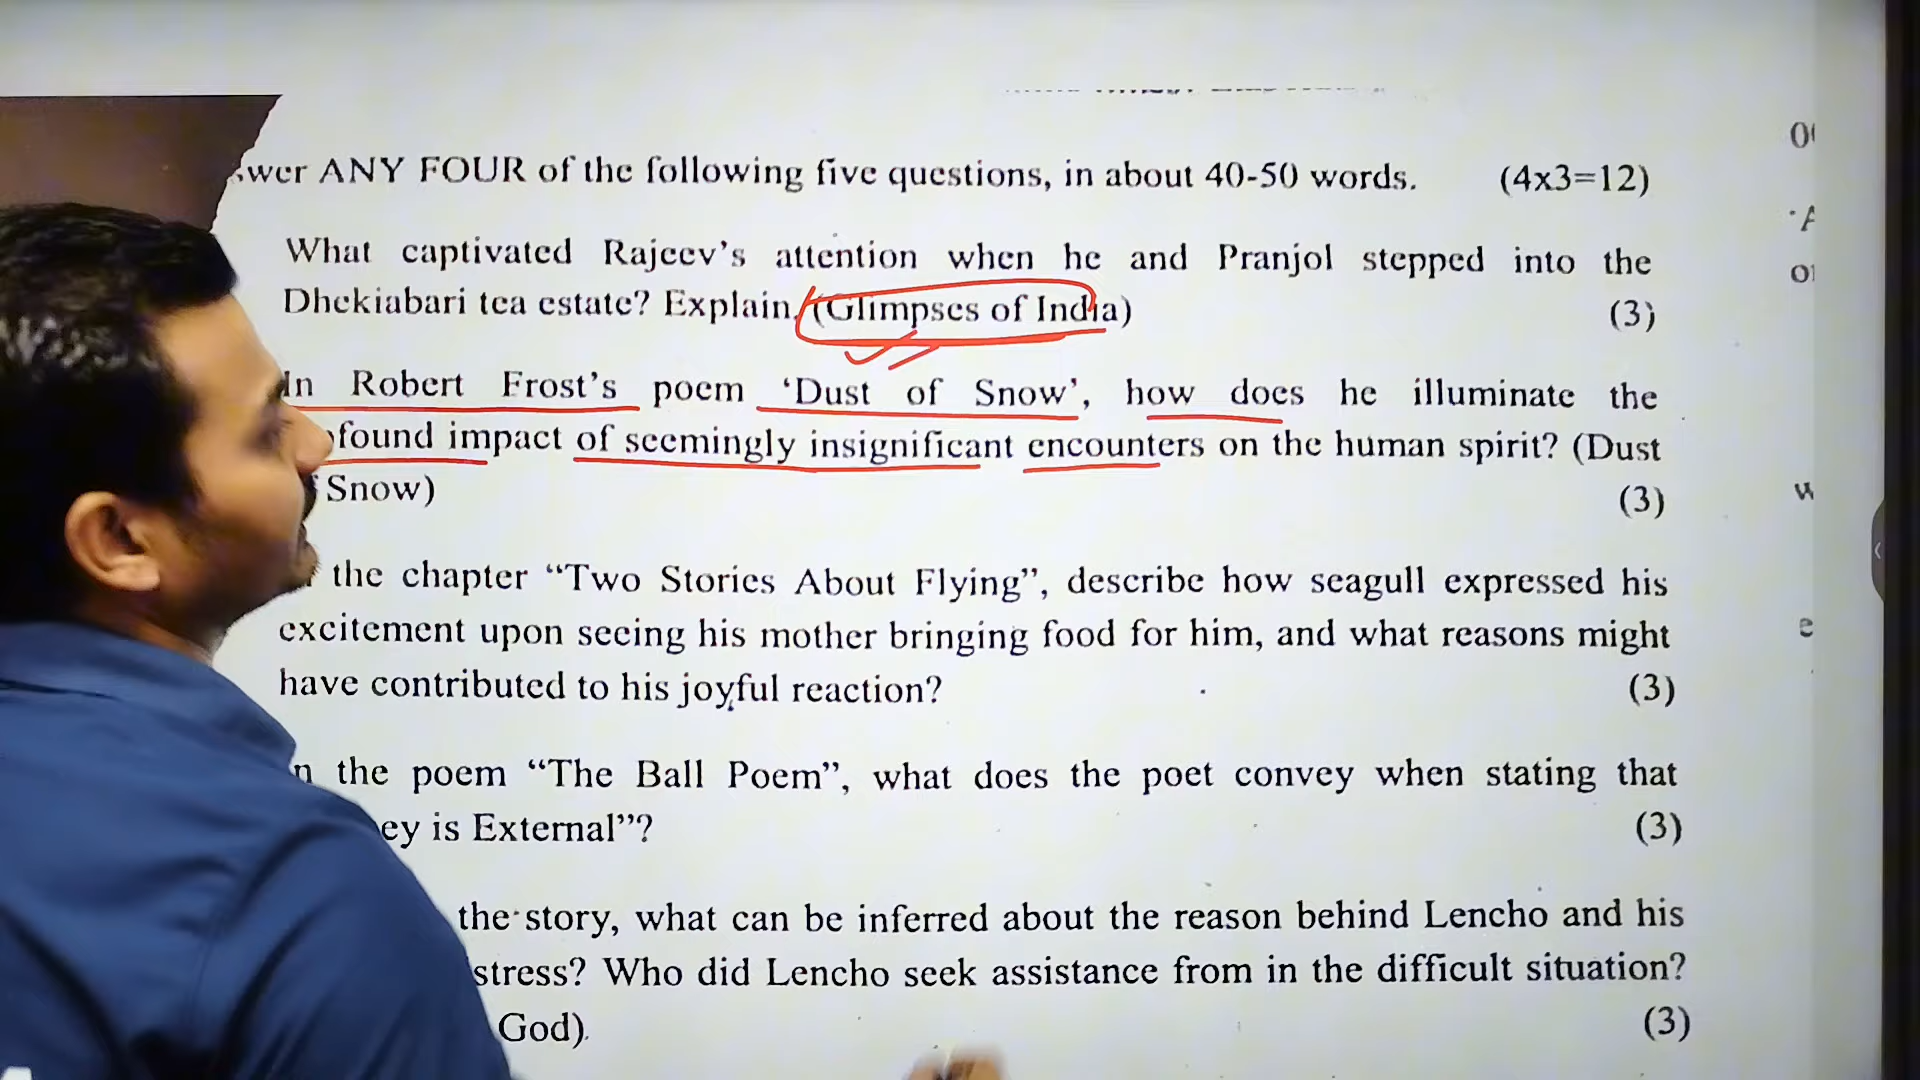 ANY FOUR of the following five questions, in about 40-50 words. (4x3=12)
What captivated Rajeev's attention when he and Pranjol stepped into the
Dhekiabari tea estate? Explain. (Glimpses of India) (3)
In Robert Frost's poem 'Dust of Snow', how does he illuminate the
impact of seemingly insignificant encounters on the human spirit? (Dust
Snow) (3)
the chapter "Two Stories About Flying", describe how seagull expressed his
excitement upon seeing his mother bringing food for him, and what reasons might
have contributed to his joyful reaction? (3)
the poem "The Ball Poem", what does the poet convey when stating that
is External"? (3)
the story, what can be inferred about the reason behind Lencho and his
Who did Lencho seek assistance from in the difficult situation?
God). (3)